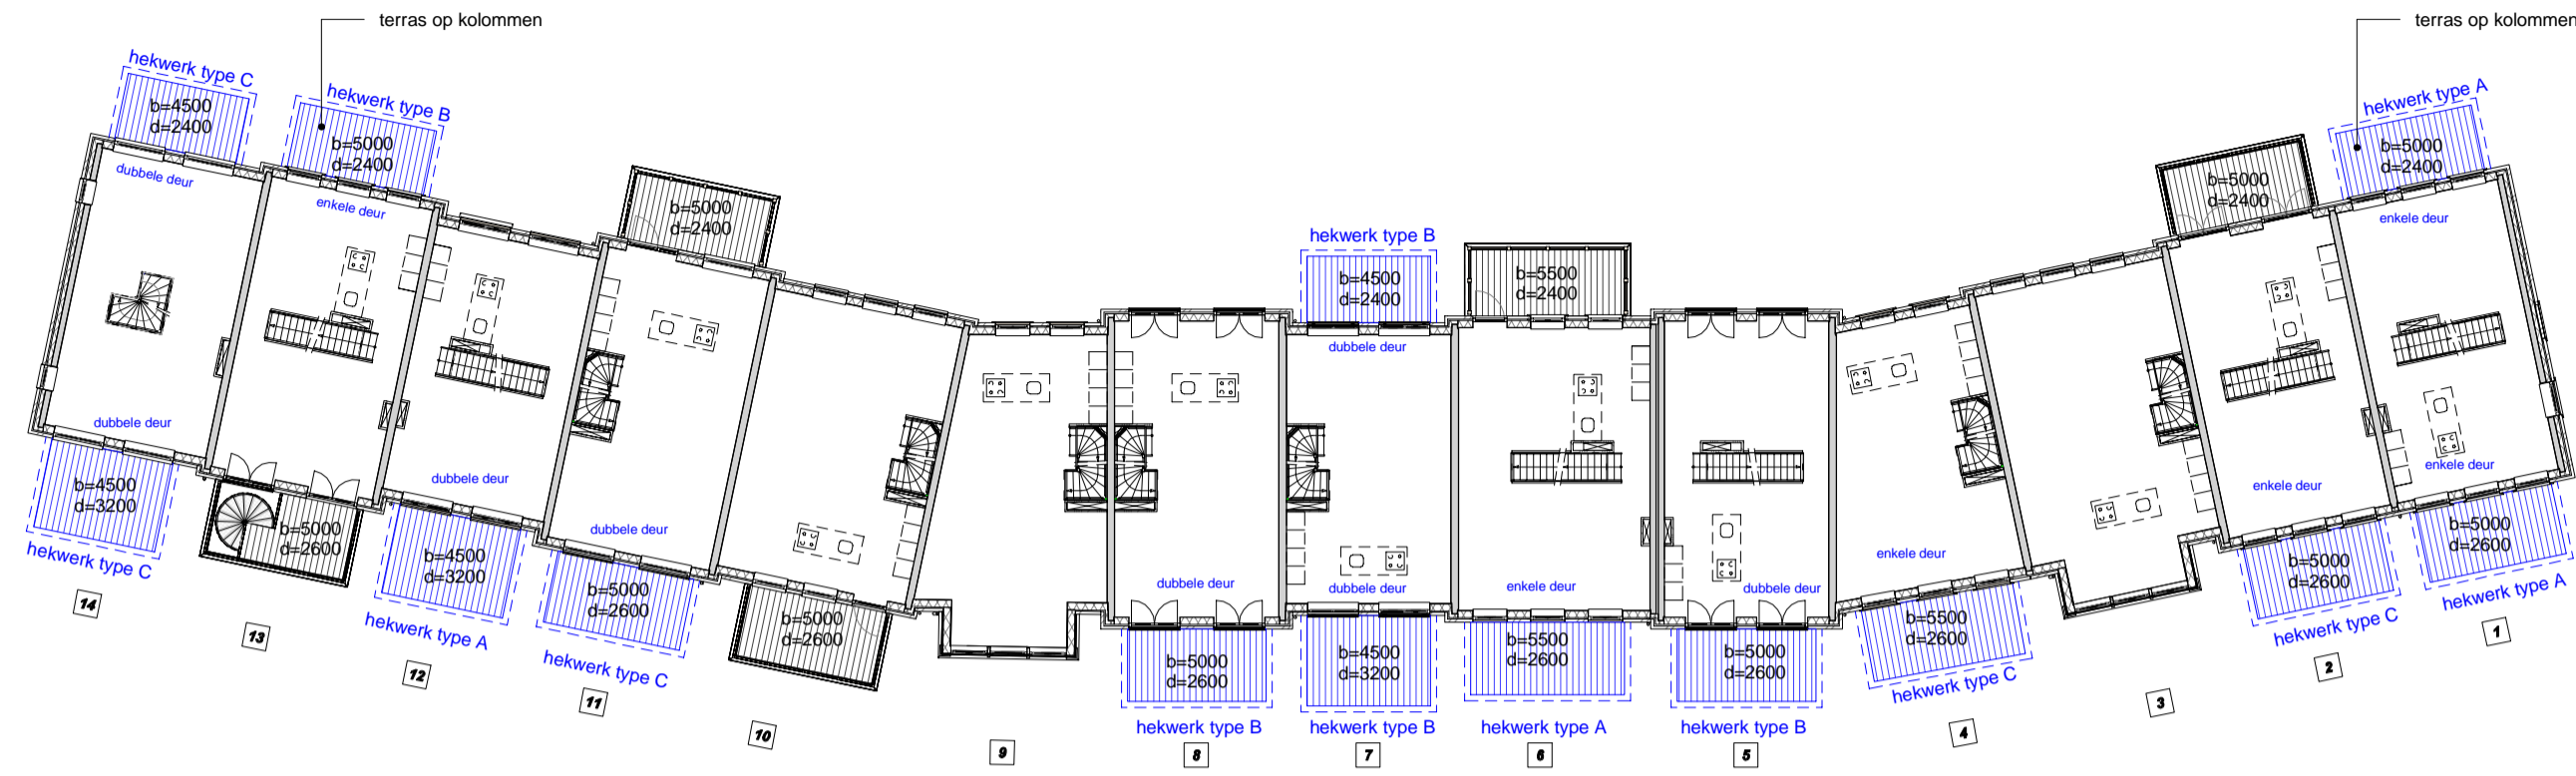 terras op kolommen
terras op kolommen
hekwerk type C
b=4500
d=2400
hekwerk type B
b=5000
d=2400
hekwerk type A
b=5000
d=2400
dubbele deur
enkele deur
b=5000
d=2400
hekwerk type B
b=4500
d=2400
dubbele deur
b=5500
d=2400
b=5000
d=2400
enkele deur
dubbele deur
b=4500
d=3200
hekwerk type C
14
b=5000
d=2600
13
dubbele deur
b=4500
d=3200
hekwerk type A
12
dubbele deur
b=5000
d=2600
hekwerk type C
11
b=5000
d=2600
10
9
dubbele deur
b=5000
d=2600
hekwerk type B
8
dubbele deur
b=4500
d=3200
hekwerk type B
7
enkele deur
b=5500
d=2600
hekwerk type A
6
dubbele deur
b=5000
d=2600
hekwerk type B
5
enkele deur
b=5500
d=2600
hekwerk type C
4
3
enkele deur
b=5000
d=2600
hekwerk type C
2
enkele deur
b=5000
d=2600
hekwerk type A
1